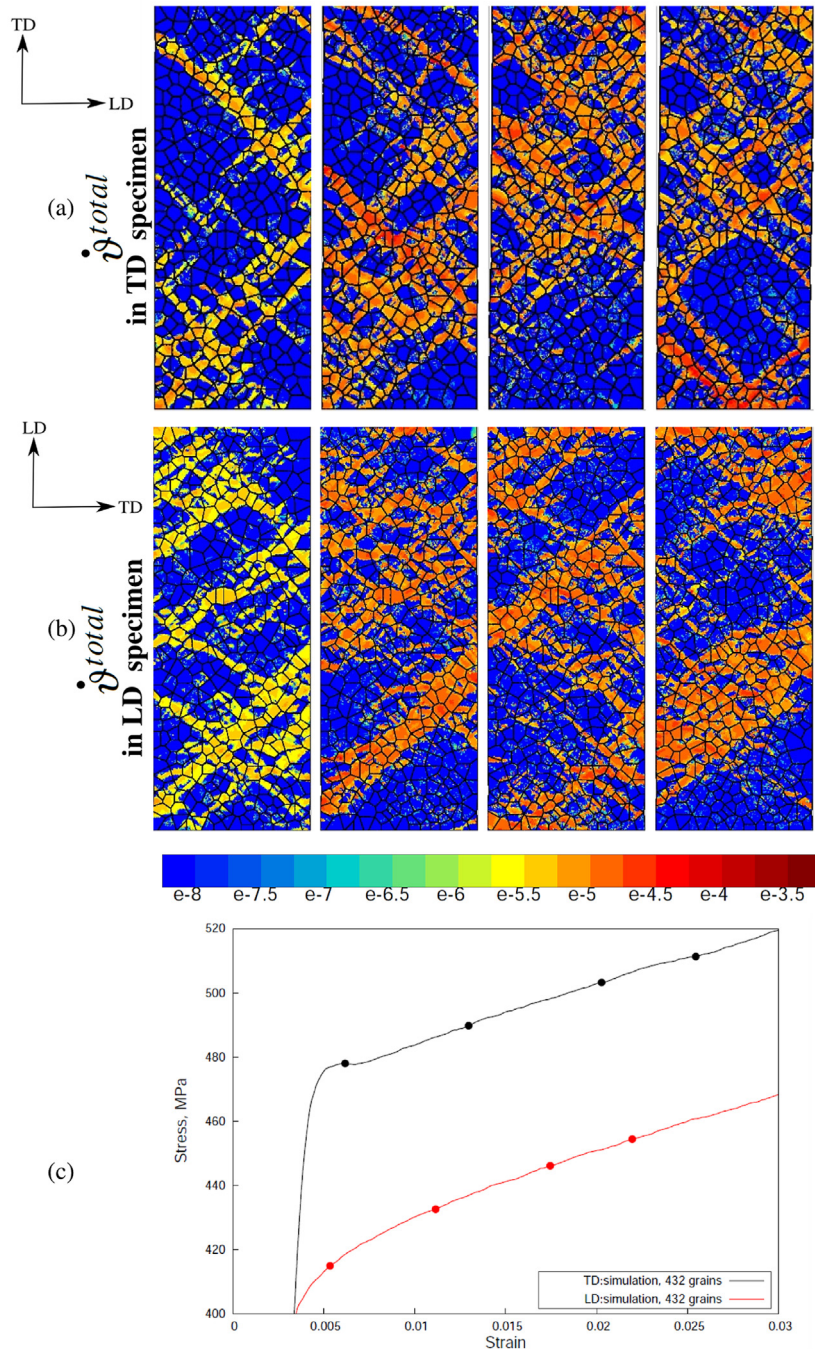 TD
LD
(a)
ϑ̇ total
in TD specimen
LD
TD
(b)
ϑ̇ total
in LD specimen
e-8 e-7.5 e-7 e-6.5 e-6 e-5.5 e-5 e-4.5 e-4 e-3.5
(c)
520
500
480
460
440
420
400
Stress, MPa
TD:simulation, 432 grains
LD:simulation, 432 grains
0 0.005 0.01 0.015 0.02 0.025 0.03
Strain